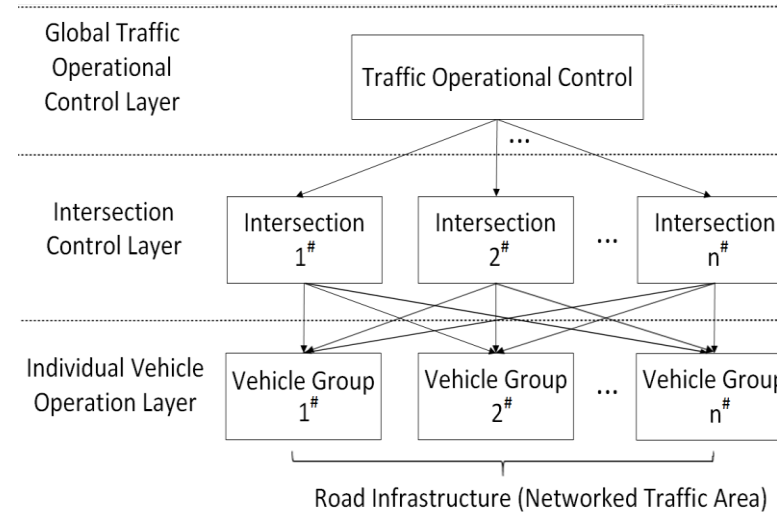 Global Traffic
Operational
Control Layer
Traffic Operational Control
...
Intersection
Control Layer
Intersection
1#
Intersection
2#
...
Intersection
n#
Individual Vehicle
Operation Layer
Vehicle Group
1#
Vehicle Group
2#
...
Vehicle Group
n#
Road Infrastructure (Networked Traffic Area)